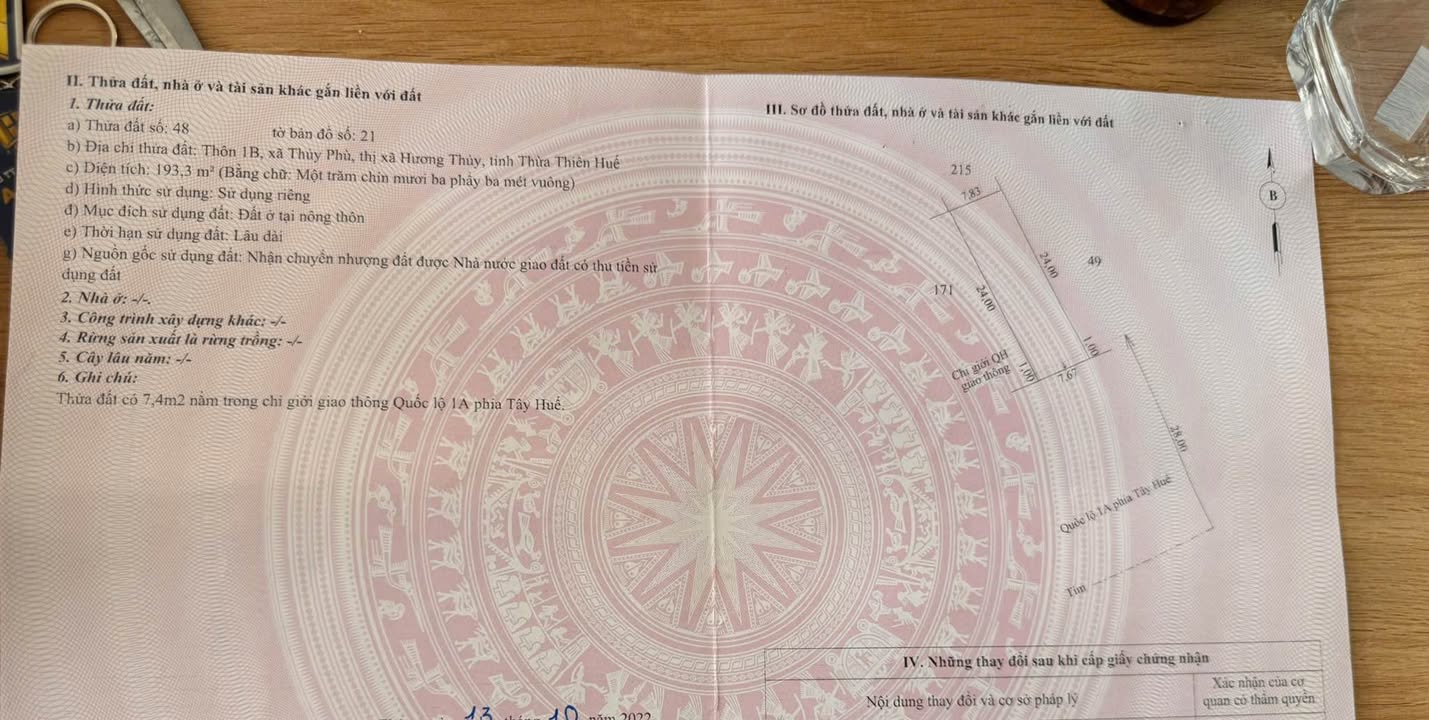 II. Thửa đất, nhà ở và tài sản khác gắn liền với đất
1. Thửa đất:
a) Thửa đất số: 48 tờ bản đồ số: 21
b) Địa chỉ thửa đất: Thôn 1B, xã Thủy Phù, thị xã Hương Thủy, tỉnh Thừa Thiên Huế
c) Diện tích: 193,3 m² (Bằng chữ: Một trăm chín mươi ba phẩy ba mét vuông)
d) Hình thức sử dụng: Sử dụng riêng
đ) Mục đích sử dụng đất: Đất ở tại nông thôn
e) Thời hạn sử dụng đất: Lâu dài
g) Nguồn gốc sử dụng đất: Nhận chuyển nhượng đất được Nhà nước giao đất có thu tiền sử
dụng đất
2. Nhà ở: -/-.
3. Công trình xây dựng khác: -/-
4. Rừng sản xuất là rừng trồng: -/-
5. Cây lâu năm: -/-
6. Ghi chú:
Thửa đất có 7,4m2 nằm trong chỉ giới giao thông Quốc lộ 1A phía Tây Huế.
13 10 năm 2022
III. Sơ đồ thửa đất, nhà ở và tài sản khác gắn liền với đất
215
7,83
B
24,00
49
171
24,00
1,00
Chỉ giới QH
giao thông
1,00
7,67
28,00
Quốc lộ 1A phía Tây Huế
Tim
IV. Những thay đổi sau khi cấp giấy chứng nhận
Nội dung thay đổi và cơ sở pháp lý
Xác nhận của cơ
quan có thẩm quyền